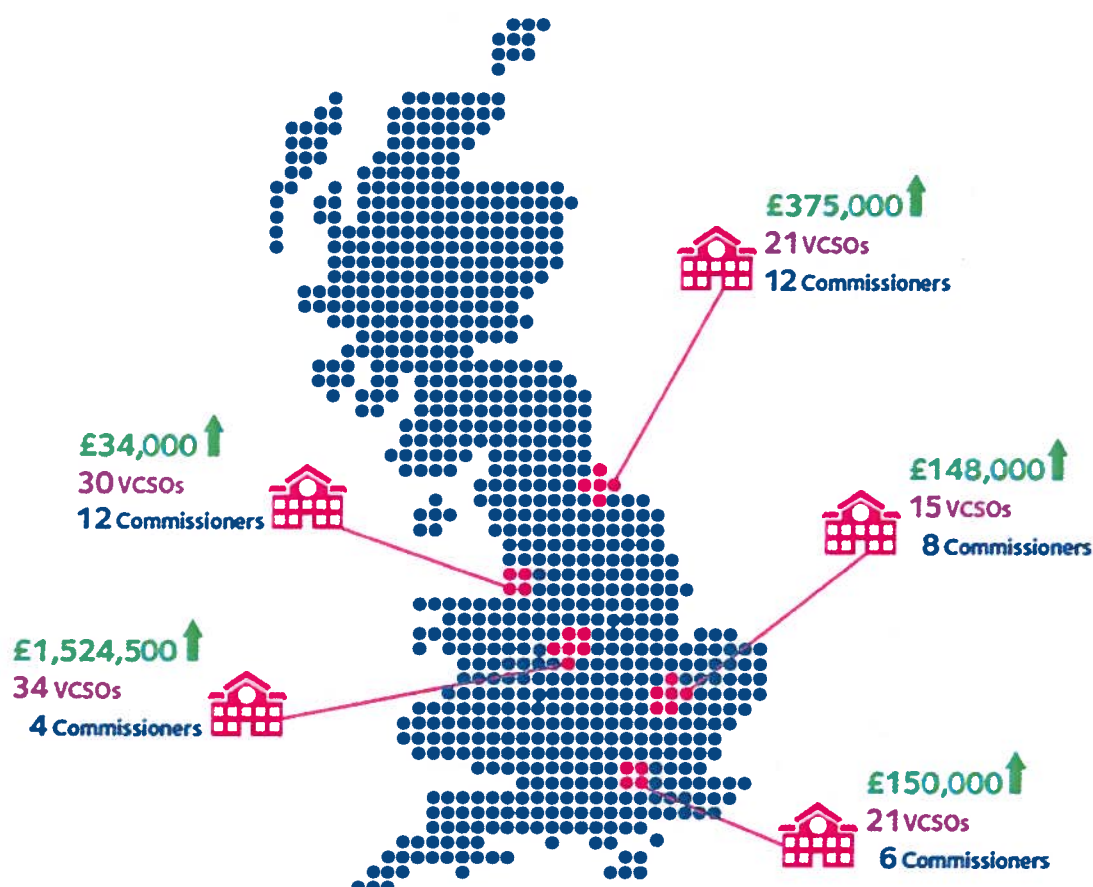 £375,000
21 VCSOs
12 Commissioners
£34,000
30 VCSOs
12 Commissioners
£148,000
15 VCSOs
8 Commissioners
£1,524,500
34 VCSOs
4 Commissioners
£150,000
21 VCSOs
6 Commissioners